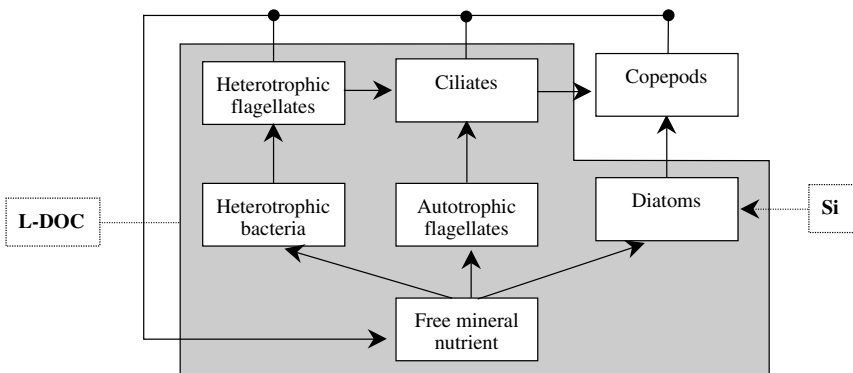 Heterotrophic
flagellates
Ciliates
Copepods
L-DOC
Heterotrophic
bacteria
Autotrophic
flagellates
Diatoms
Si
Free mineral
nutrient